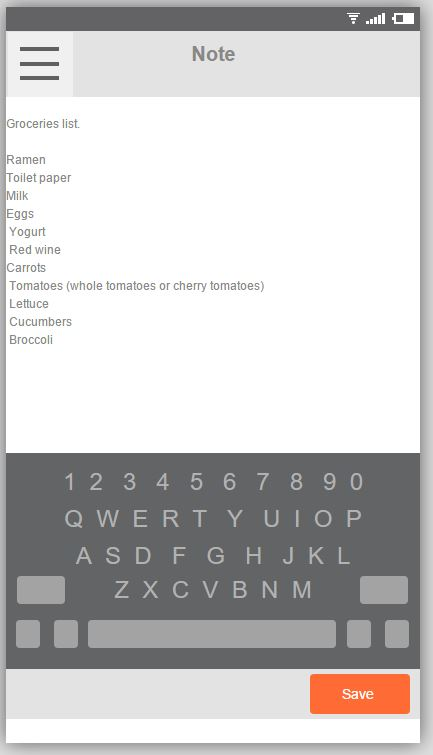 Note
Groceries list.
Ramen
Toilet paper
Milk
Eggs
Yogurt
Red wine
Carrots
Tomatoes (whole tomatoes or cherry tomatoes)
Lettuce
Cucumbers
Broccoli
1 2 3 4 5 6 7 8 9 0
Q W E R T Y U I O P
A S D F G H J K L
Z X C V B N M
Save